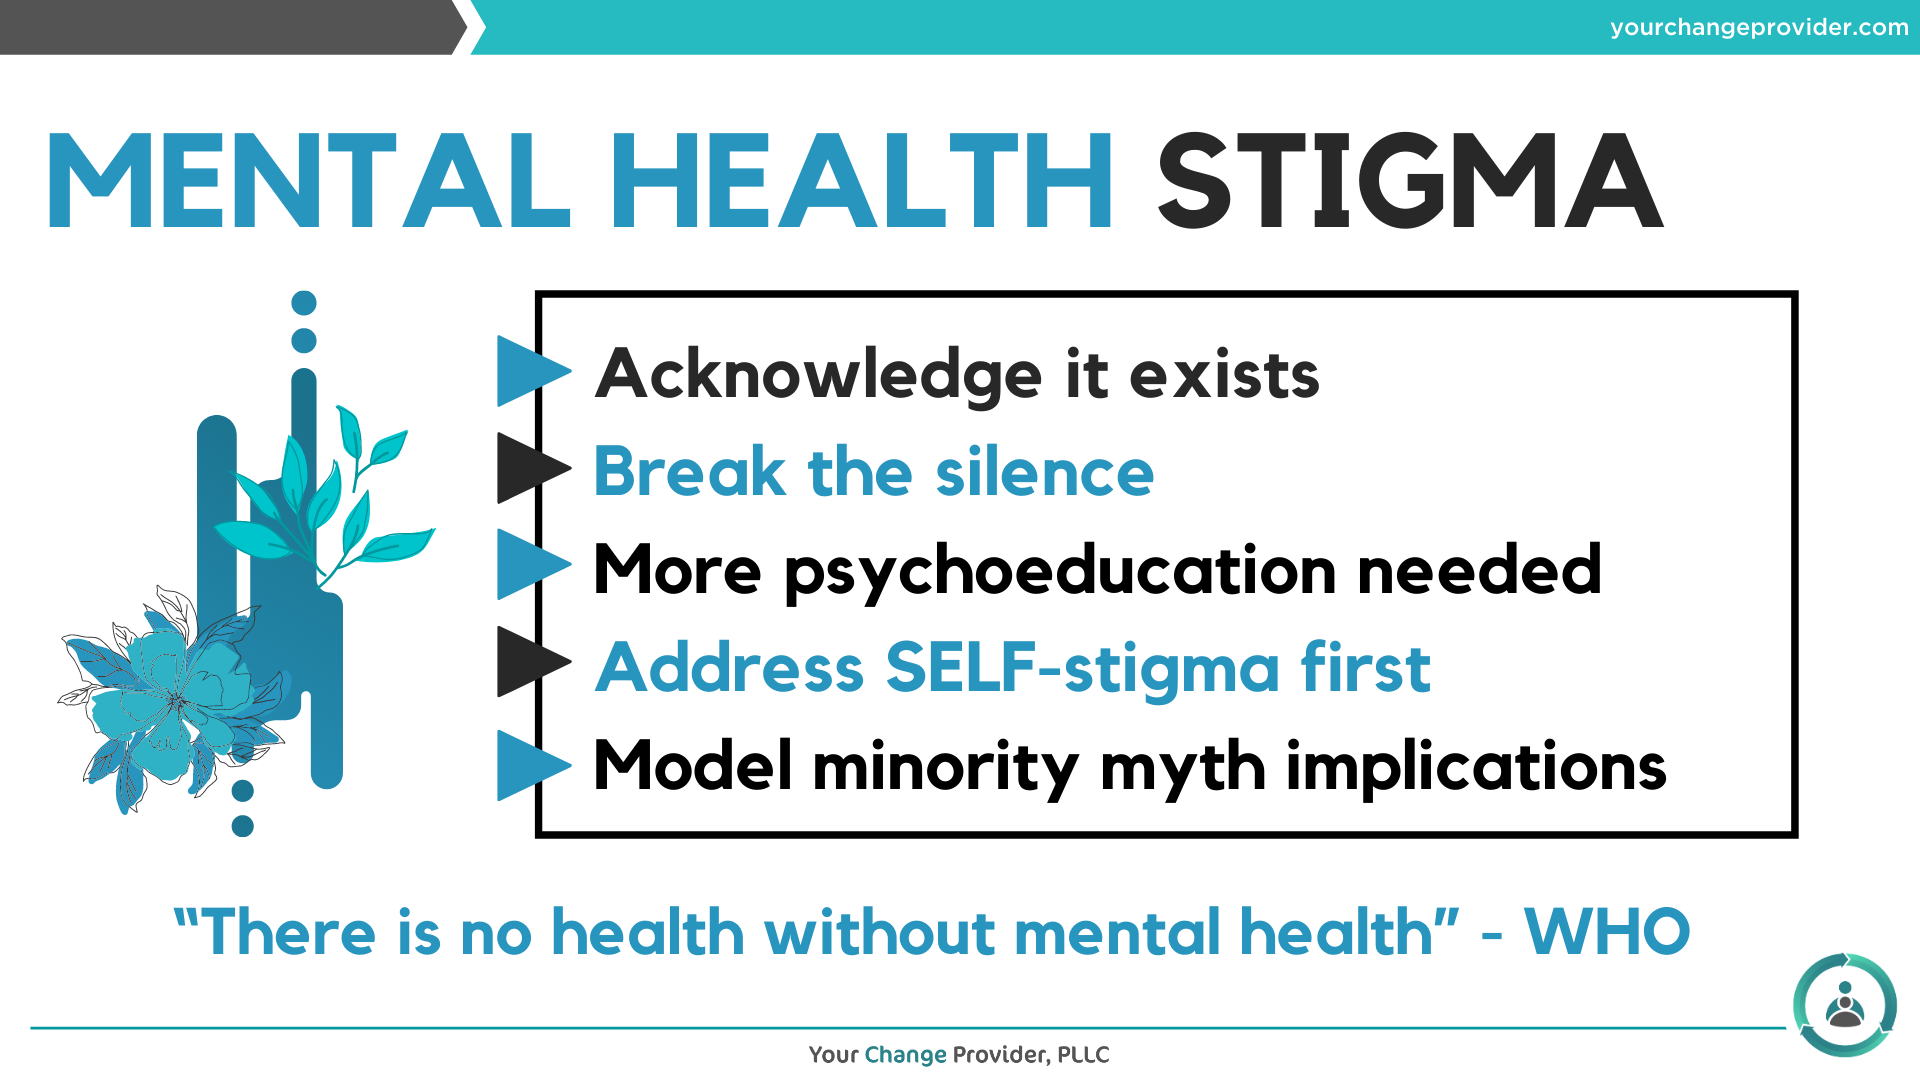 yourchangeprovider.com
MENTAL HEALTH STIGMA
Acknowledge it exists
Break the silence
More psychoeducation needed
Address SELF-stigma first
Model minority myth implications
“There is no health without mental health” - WHO
Your Change Provider, PLLC